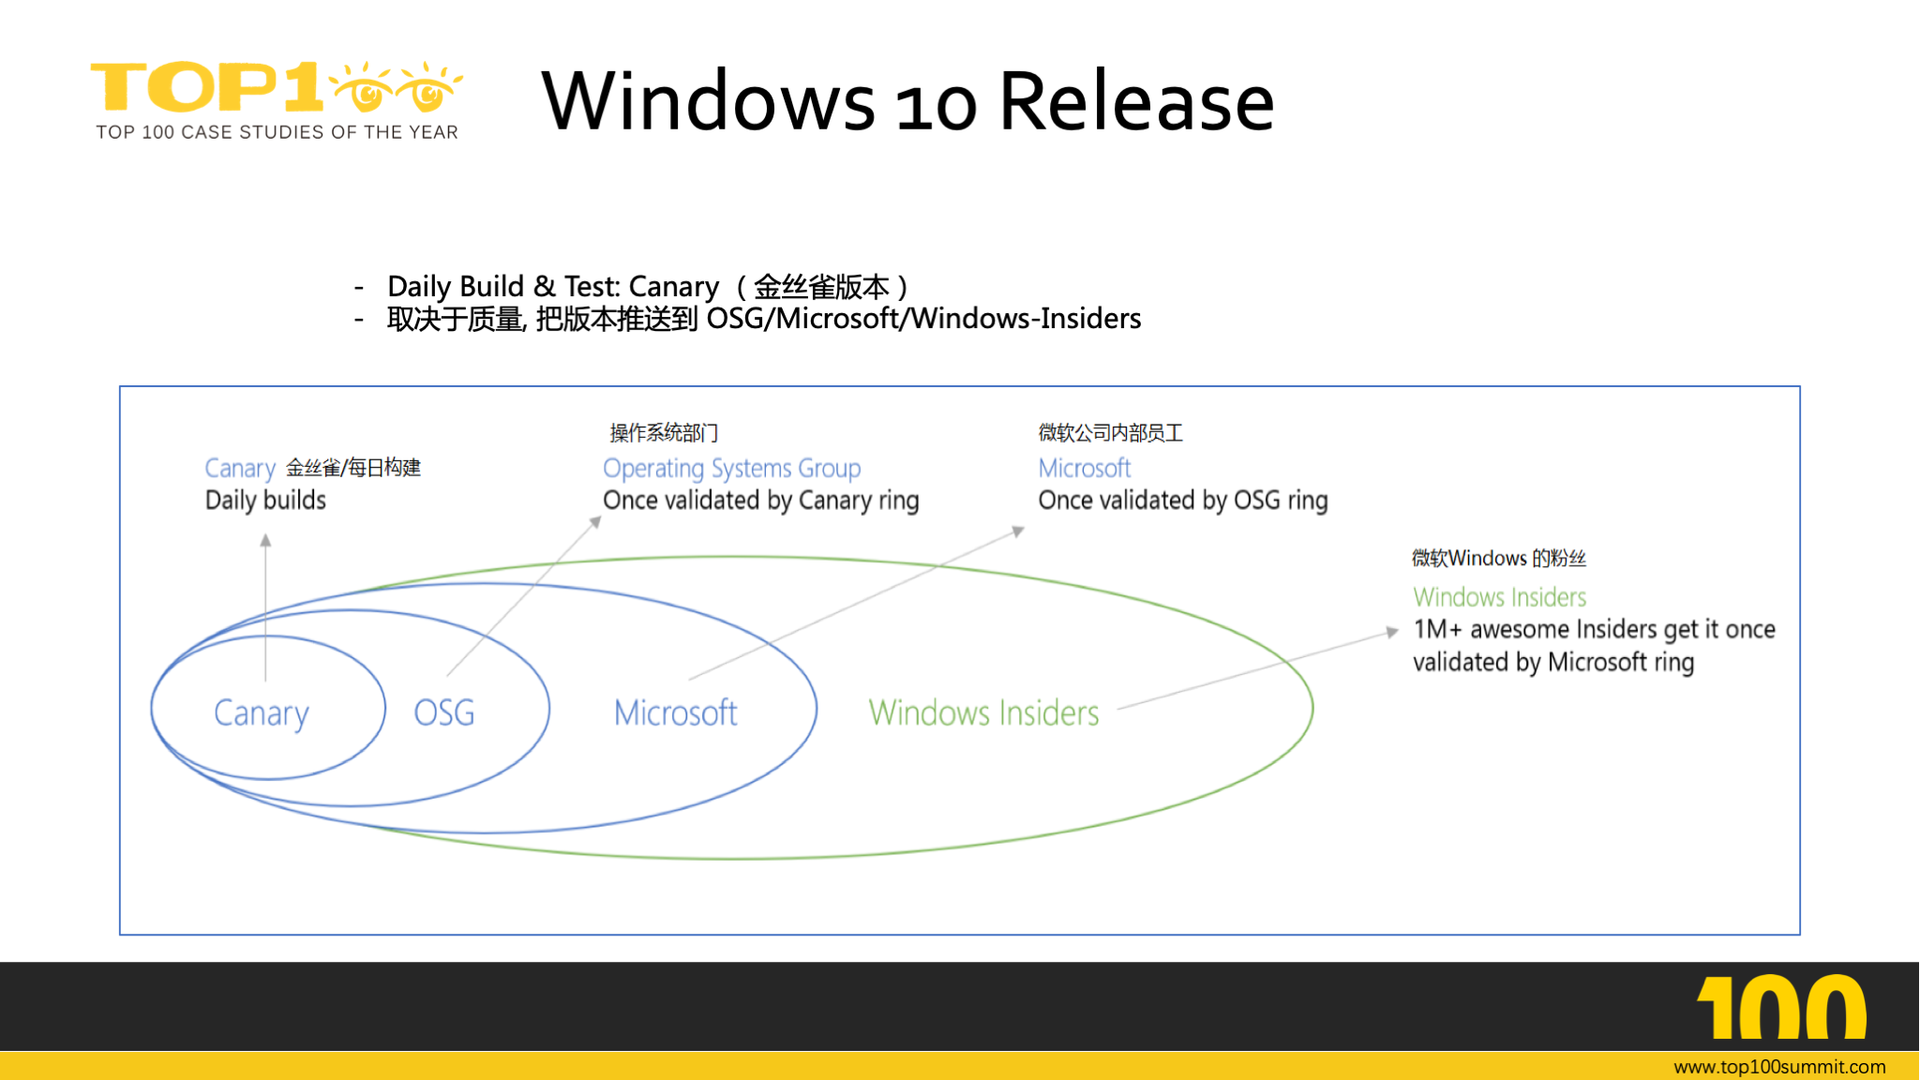 TOP100
TOP 100 CASE STUDIES OF THE YEAR
Windows 10 Release
- Daily Build & Test: Canary （金丝雀版本）
- 取决于质量, 把版本推送到 OSG/Microsoft/Windows-Insiders
Canary 金丝雀/每日构建
Daily builds
操作系统部门
Operating Systems Group
Once validated by Canary ring
微软公司内部员工
Microsoft
Once validated by OSG ring
微软Windows 的粉丝
Windows Insiders
1M+ awesome Insiders get it once
validated by Microsoft ring
Canary
OSG
Microsoft
Windows Insiders
100
www.top100summit.com